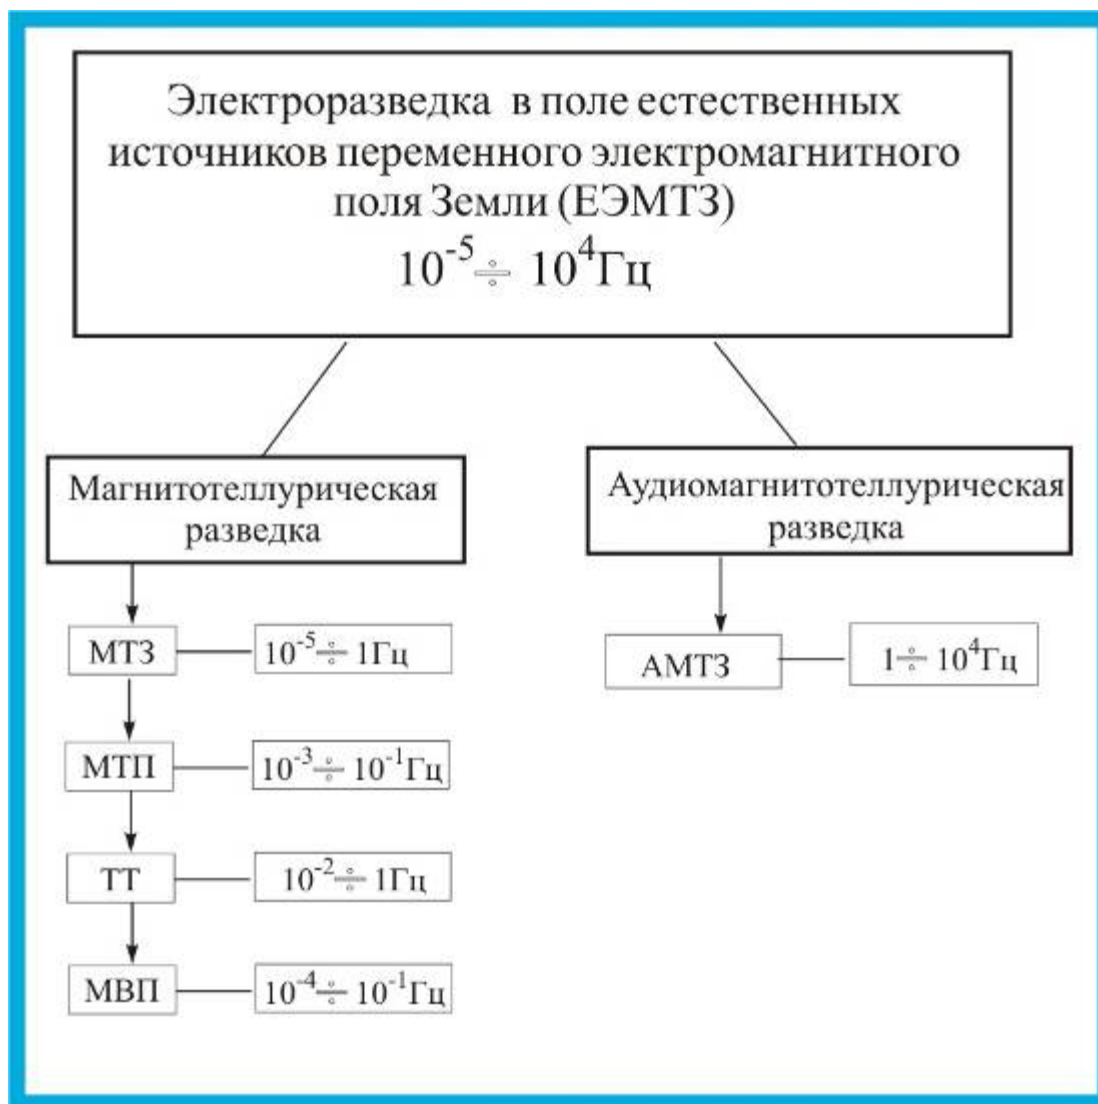 Электроразведка в поле естественных
источников переменного электромагнитного
поля Земли (ЕЭМТЗ)
10⁻⁵ ÷ 10⁴Гц
Магнитотеллурическая
разведка
Аудиомагнитотеллурическая
разведка
МТЗ
10⁻⁵ ÷ 1Гц
АМТЗ
1 ÷ 10⁴Гц
МТП
10⁻³ ÷ 10⁻¹Гц
ТТ
10⁻² ÷ 1Гц
МВП
10⁻⁴ ÷ 10⁻¹Гц